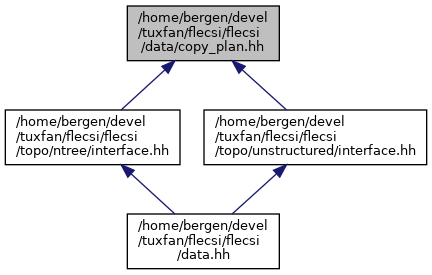 /home/bergen/devel
/tuxfan/flecsi/flecsi
/data/copy_plan.hh
/home/bergen/devel
/tuxfan/flecsi/flecsi
/topo/ntree/interface.hh
/home/bergen/devel
/tuxfan/flecsi/flecsi
/topo/unstructured/interface.hh
/home/bergen/devel
/tuxfan/flecsi/flecsi
/data.hh